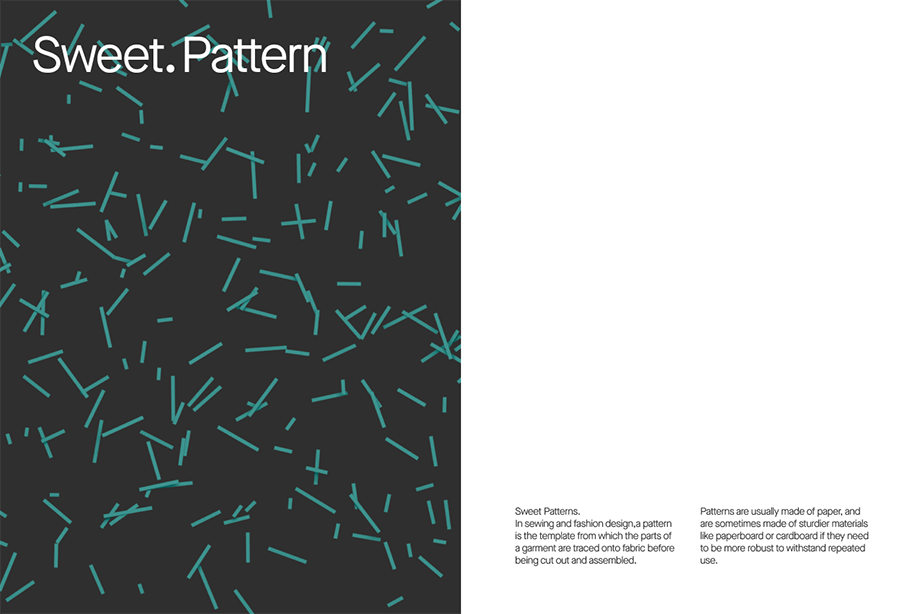 Sweet. Pattern
Sweet Patterns.
In sewing and fashion design,a pattern
is the template from which the parts of
a garment are traced onto fabric before
being cut out and assembled.
Patterns are usually made of paper, and
are sometimes made of sturdier materials
like paperboard or cardboard if they need
to be more robust to withstand repeated
use.